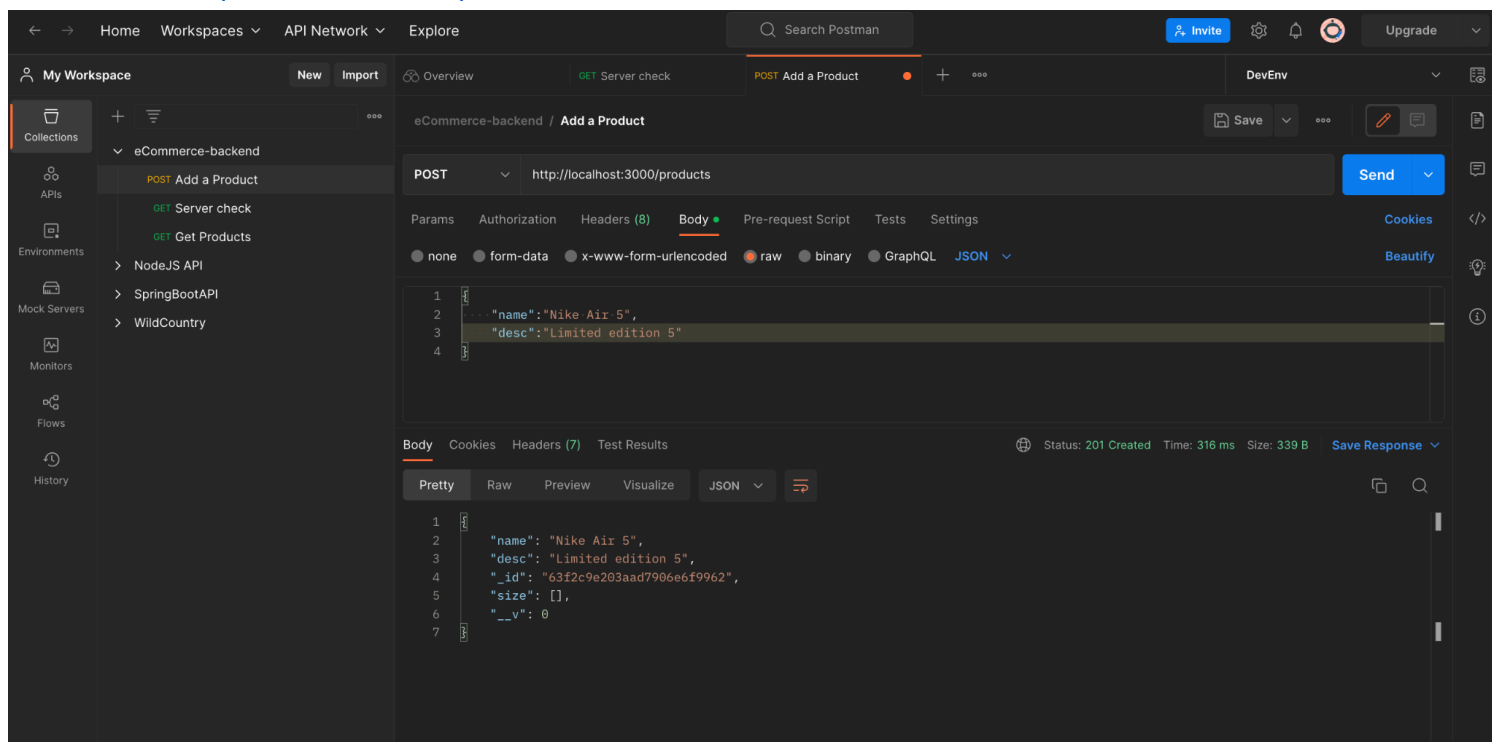 Home Workspaces API Network Explore Search Postman Invite Upgrade
My Workspace New Import Overview GET Server check POST Add a Product DevEnv
Collections
APIs
Environments
Mock Servers
Monitors
Flows
History
eCommerce-backend
POST Add a Product
GET Server check
GET Get Products
NodeJS API
SpringBootAPI
WildCountry
eCommerce-backend / Add a Product Save
POST http://localhost:3000/products Send
Params Authorization Headers (8) Body Pre-request Script Tests Settings Cookies
none form-data x-www-form-urlencoded raw binary GraphQL JSON Beautify
1 {
2 "name":"Nike Air 5",
3 "desc":"Limited edition 5"
4 }
Body Cookies Headers (7) Test Results Status: 201 Created Time: 316 ms Size: 339 B Save Response
Pretty Raw Preview Visualize JSON
1 {
2 "name": "Nike Air 5",
3 "desc": "Limited edition 5",
4 "_id": "63f2c9e203aad7906e6f9962",
5 "size": [],
6 "__v": 0
7 }